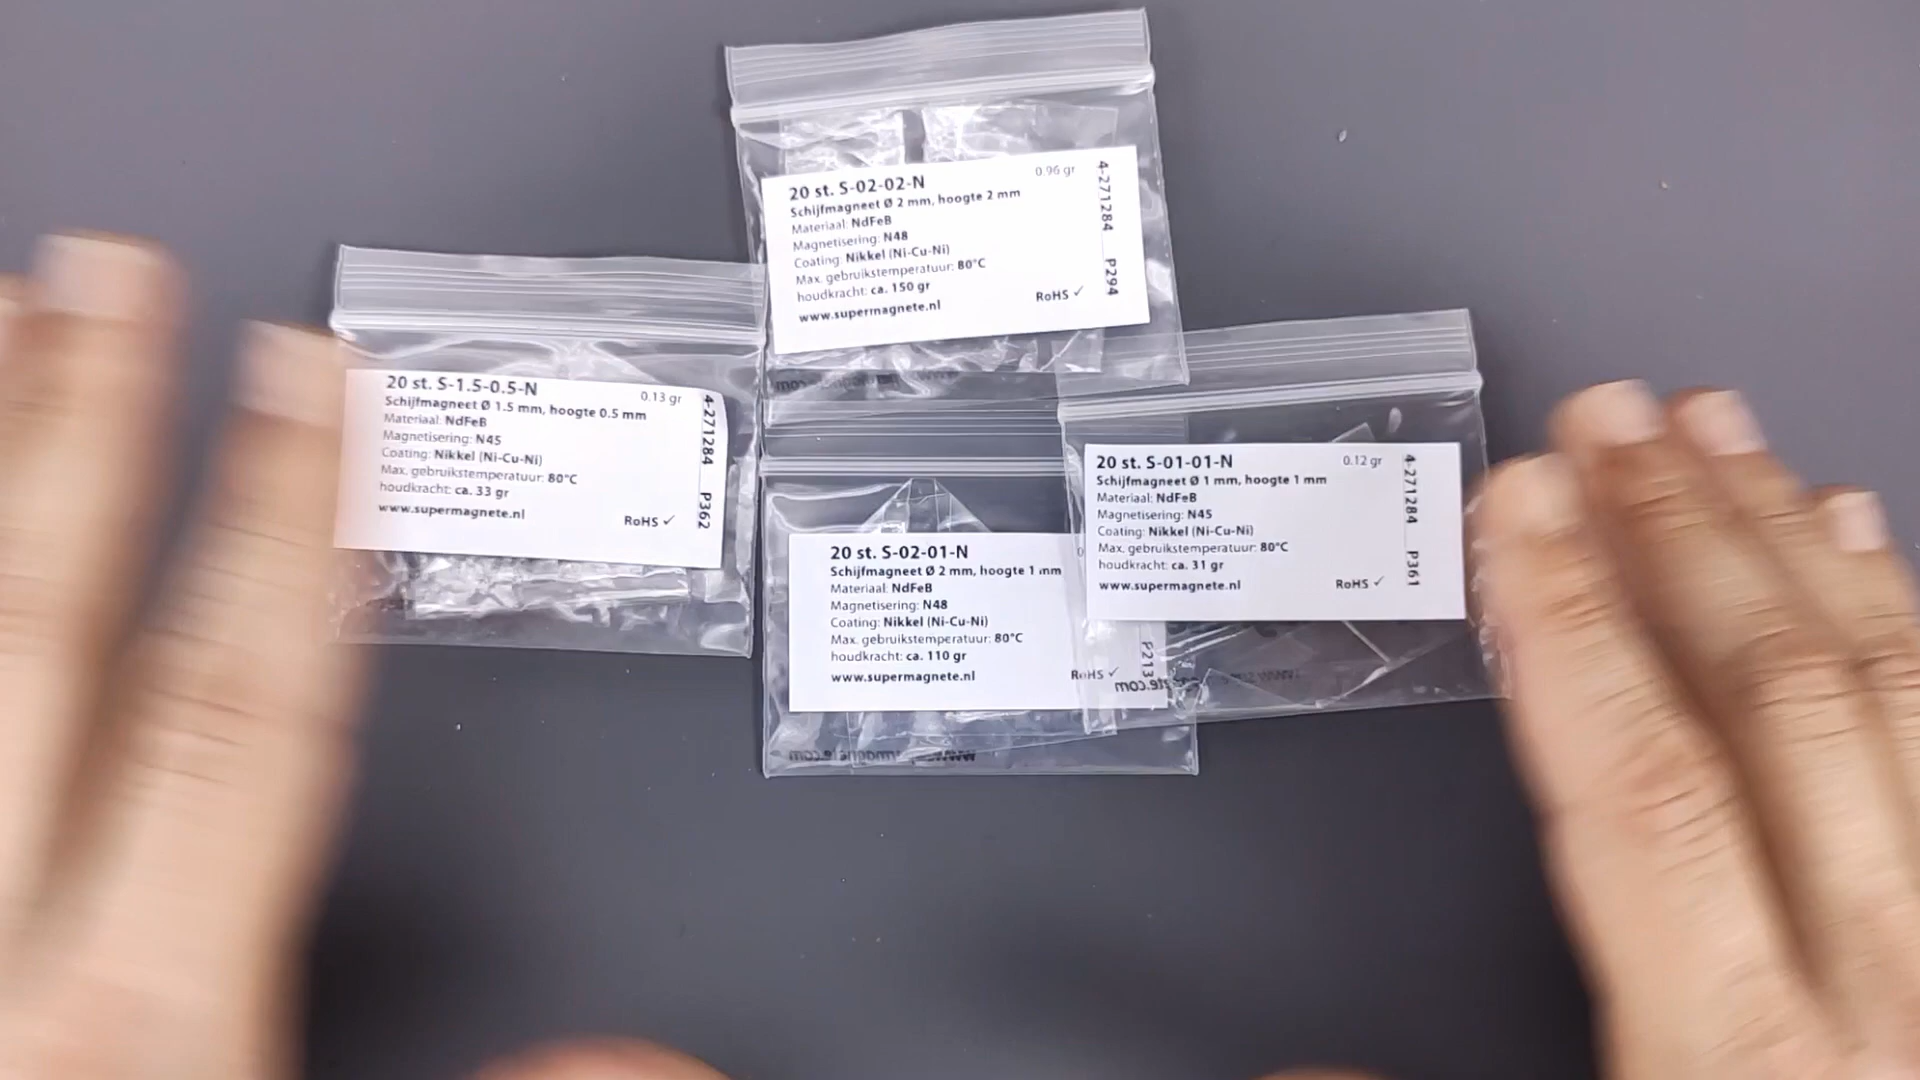 20 st. S-02-02-N
0.96 gr
Schijfmagneet Ø 2 mm, hoogte 2 mm
Materiaal: NdFeB
Magnetisering: N48
Coating: Nikkel (Ni-Cu-Ni)
Max. gebruikstemperatuur: 80°C
houdkracht: ca. 150 gr
www.supermagnete.nl
RoHS ✓
4-271284 P294
20 st. S-1.5-0.5-N
0.13 gr
Schijfmagneet Ø 1.5 mm, hoogte 0.5 mm
Materiaal: NdFeB
Magnetisering: N45
Coating: Nikkel (Ni-Cu-Ni)
Max. gebruikstemperatuur: 80°C
houdkracht: ca. 33 gr
www.supermagnete.nl
RoHS ✓
4-271284 P362
20 st. S-02-01-N
Schijfmagneet Ø 2 mm, hoogte 1 mm
Materiaal: NdFeB
Magnetisering: N48
Coating: Nikkel (Ni-Cu-Ni)
Max. gebruikstemperatuur: 80°C
houdkracht: ca. 110 gr
www.supermagnete.nl
RoHS ✓
P213
20 st. S-01-01-N
0.12 gr
Schijfmagneet Ø 1 mm, hoogte 1 mm
Materiaal: NdFeB
Magnetisering: N45
Coating: Nikkel (Ni-Cu-Ni)
Max. gebruikstemperatuur: 80°C
houdkracht: ca. 31 gr
www.supermagnete.nl
RoHS ✓
4-271284 P361